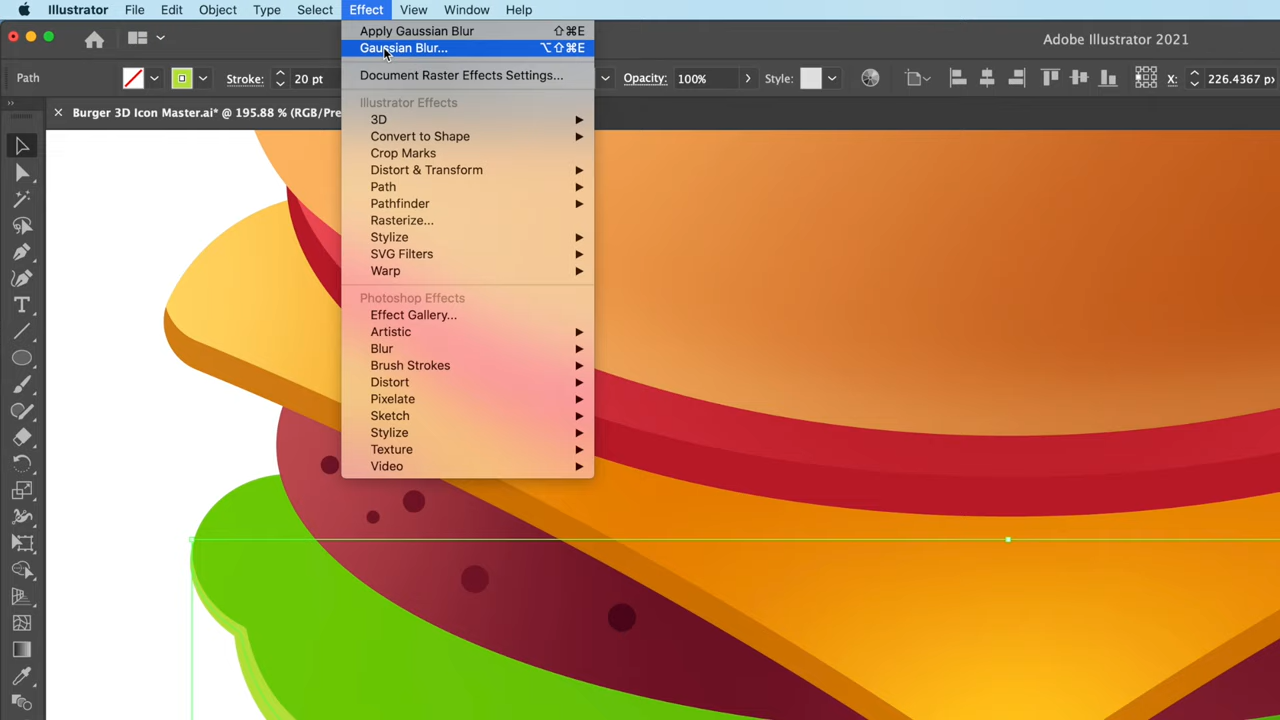 Illustrator File Edit Object Type Select Effect View Window Help
Adobe Illustrator 2021
Path Stroke: 20 pt Opacity: 100% Style: X: 226.4367 p
Burger 3D Icon Master.ai* @ 195.88 % (RGB/Pre
Apply Gaussian Blur ⇧⌘E
Gaussian Blur... ⌥⇧⌘E
Document Raster Effects Settings...
Illustrator Effects
3D
Convert to Shape
Crop Marks
Distort & Transform
Path
Pathfinder
Rasterize...
Stylize
SVG Filters
Warp
Photoshop Effects
Effect Gallery...
Artistic
Blur
Brush Strokes
Distort
Pixelate
Sketch
Stylize
Texture
Video